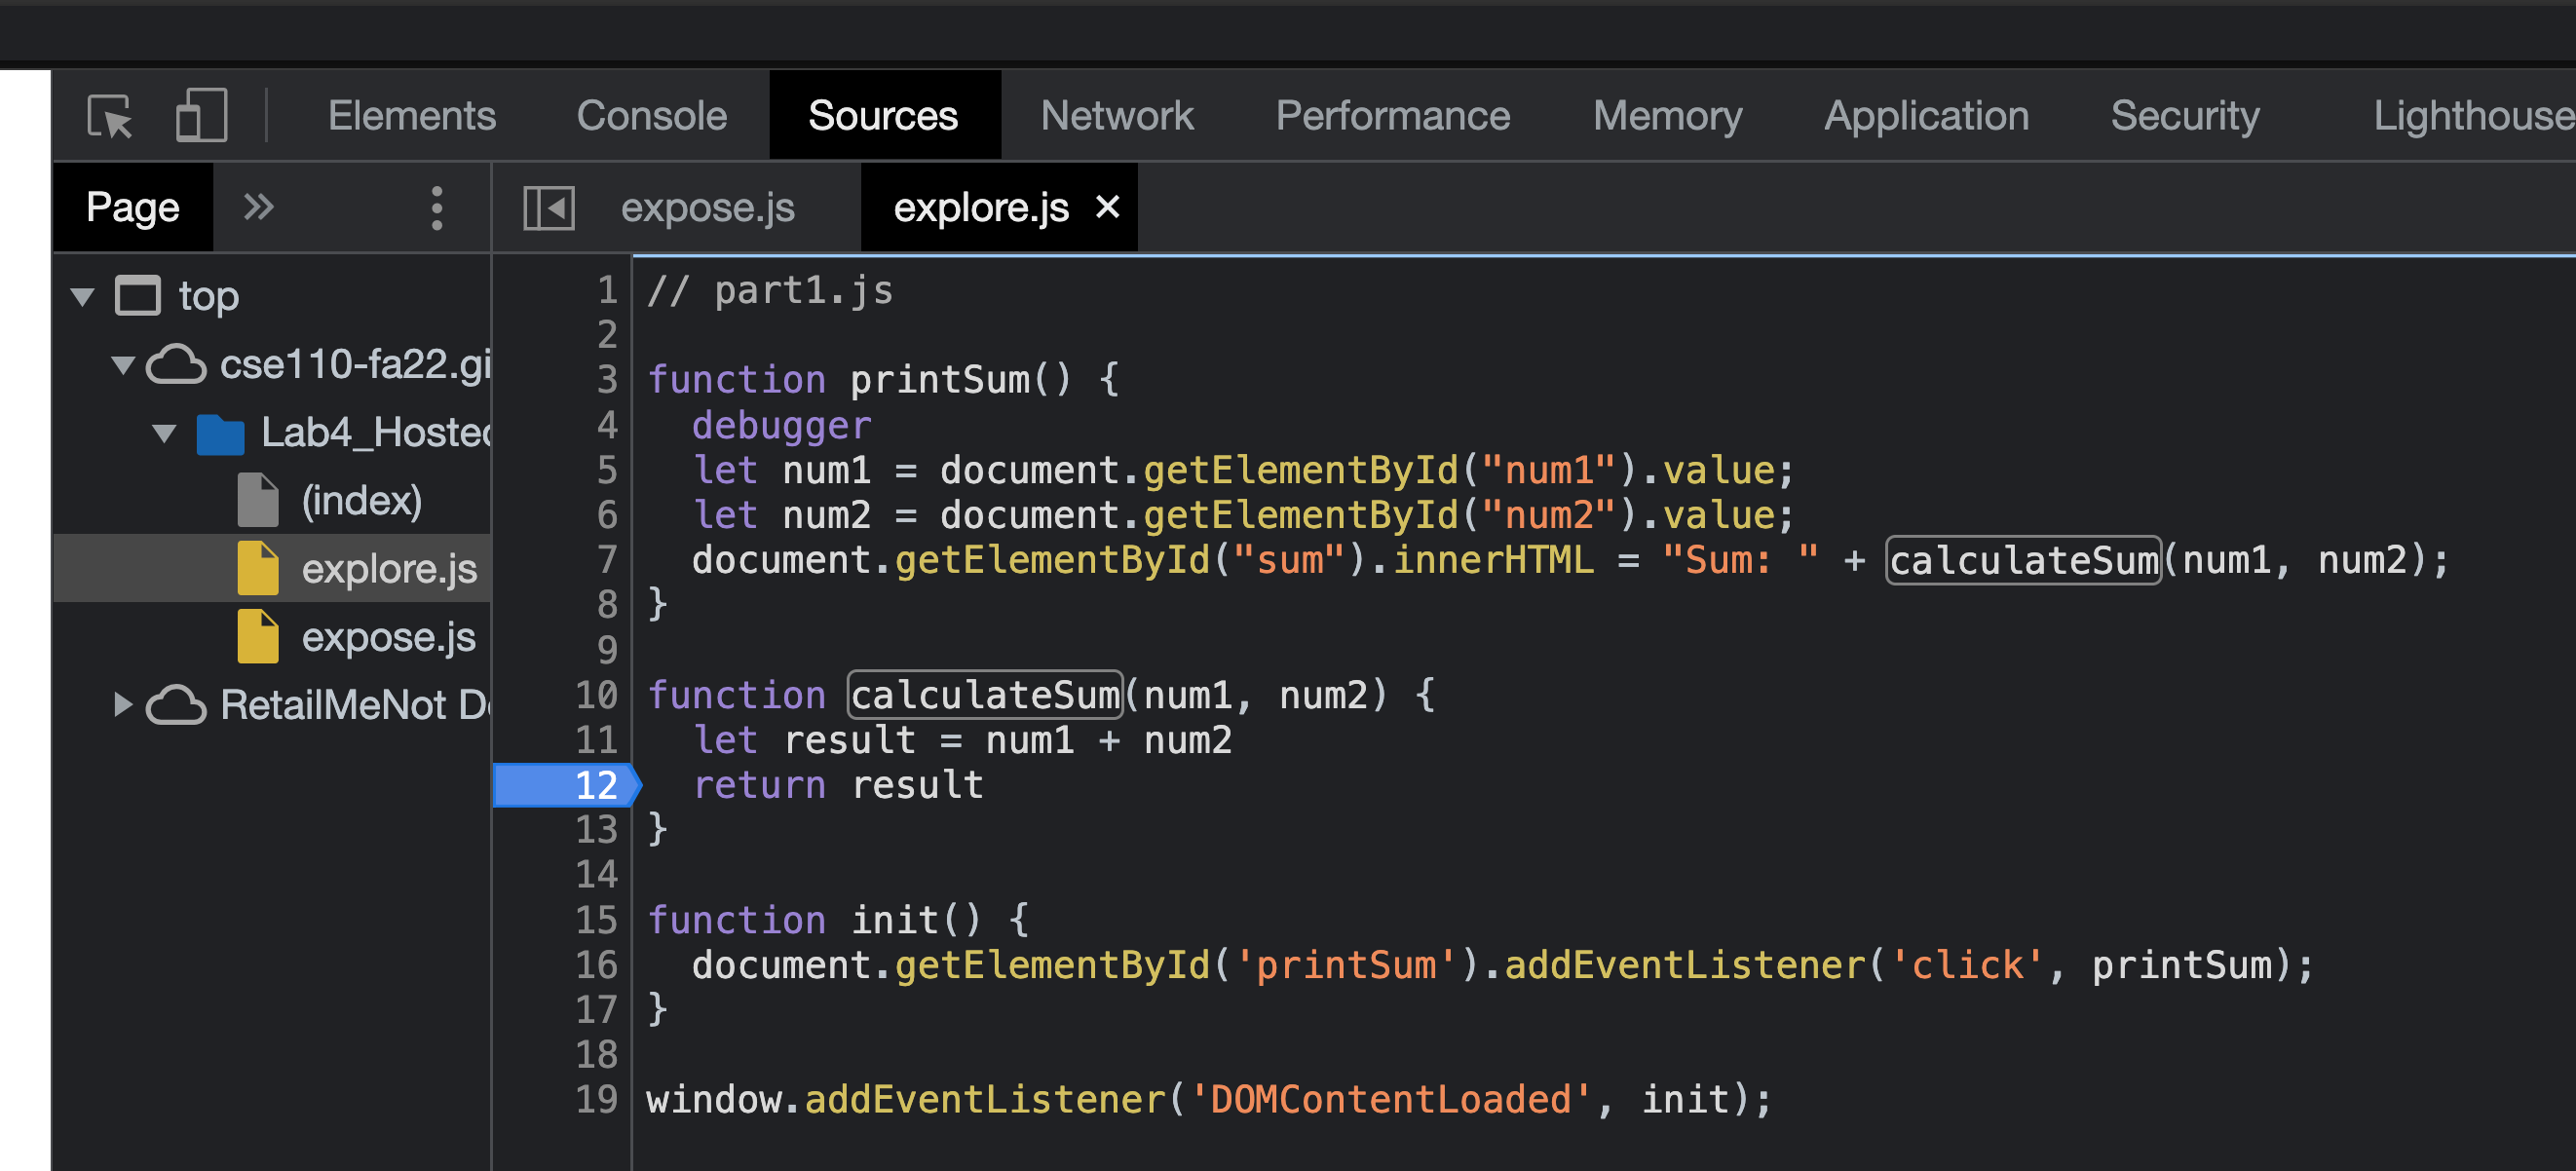 Elements Console Sources Network Performance Memory Application Security Lighthouse
Page expose.js explore.js
top
cse110-fa22.gi
Lab4_Hosted
(index)
explore.js
expose.js
RetailMeNot De
1 // part1.js
2
3 function printSum() {
4 debugger
5 let num1 = document.getElementById("num1").value;
6 let num2 = document.getElementById("num2").value;
7 document.getElementById("sum").innerHTML = "Sum: " + calculateSum(num1, num2);
8 }
9
10 function calculateSum(num1, num2) {
11 let result = num1 + num2
12 return result
13 }
14
15 function init() {
16 document.getElementById('printSum').addEventListener('click', printSum);
17 }
18
19 window.addEventListener('DOMContentLoaded', init);